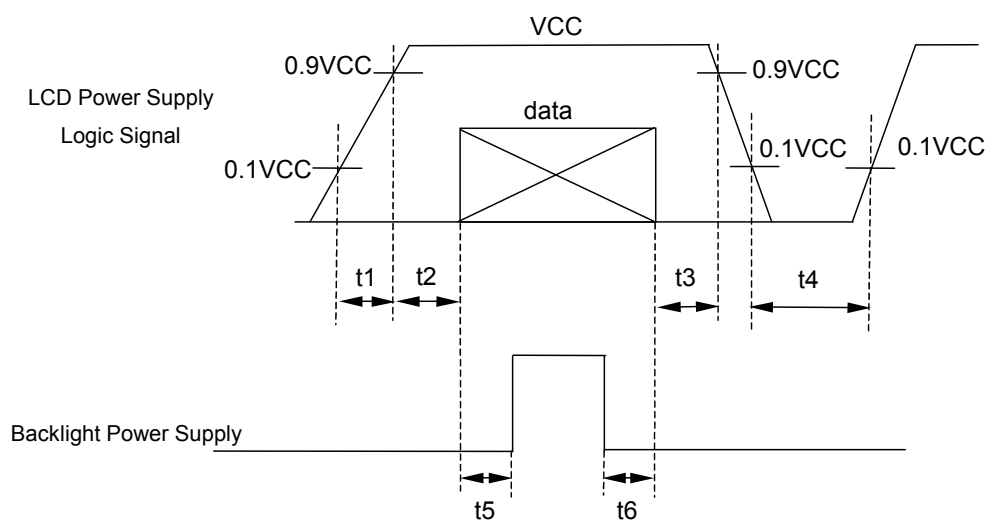 VCC
0.9VCC
0.9VCC
LCD Power Supply
Logic Signal
data
0.1VCC
0.1VCC
0.1VCC
t1
t2
t3
t4
Backlight Power Supply
t5
t6